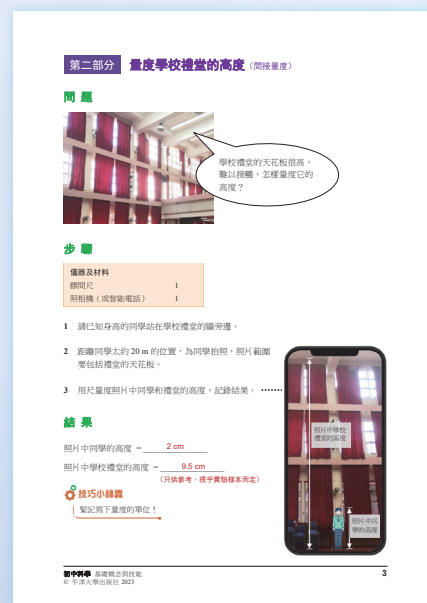 第二部分 量度學校禮堂的高度（間接量度）
問題
學校禮堂的天花板很高，
難以接觸，怎樣量度它的
高度？
步驟
儀器及材料
膠間尺 1
照相機（或智能電話） 1
1 請已知身高的同學站在學校禮堂的牆旁邊。
2 距離同學太約 20 m 的位置，為同學拍照，照片範圍
要包括禮堂的天花板。
3 用尺量度照片中同學和禮堂的高度，記錄結果。
照片中學校
禮堂的高度
照片中同
學的高度
結果
照片中同學的高度 = 2 cm
照片中學校禮堂的高度 = 9.5 cm
（只供參考，視乎實驗樣本而定）
技巧小錦囊
緊記寫下量度的單位！
初中科學 基礎概念與技能
© 牛津大學出版社 2023
3